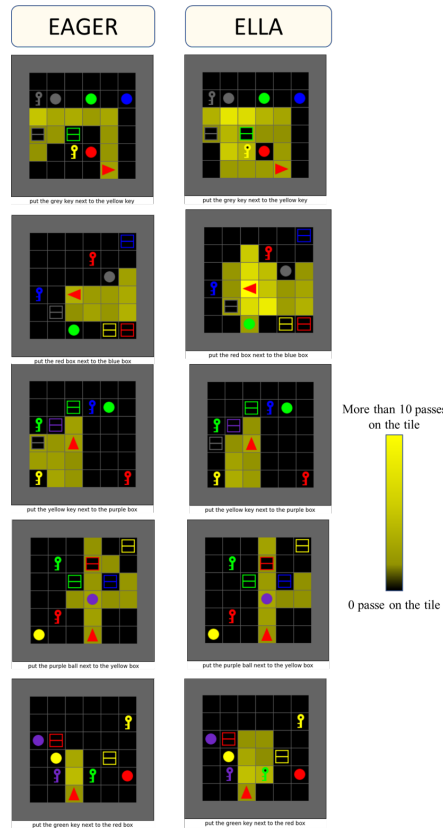 EAGER ELLA
put the grey key next to the yellow key put the grey key next to the yellow key
put the red box next to the blue box put the red box next to the blue box
put the yellow key next to the purple box put the yellow key next to the purple box
More than 10 passes
on the tile
0 passe on the tile
put the purple ball next to the yellow box put the purple ball next to the yellow box
put the green key next to the red box put the green key next to the red box